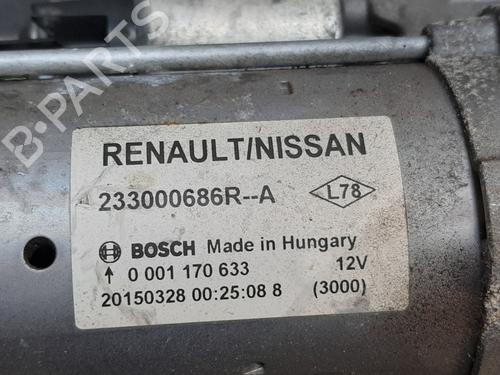 B-PARTS
RENAULT/NISSAN
233000686R--A
L78
BOSCH Made in Hungary
0 001 170 633 12V
20150328 00:25:08 8 (3000)